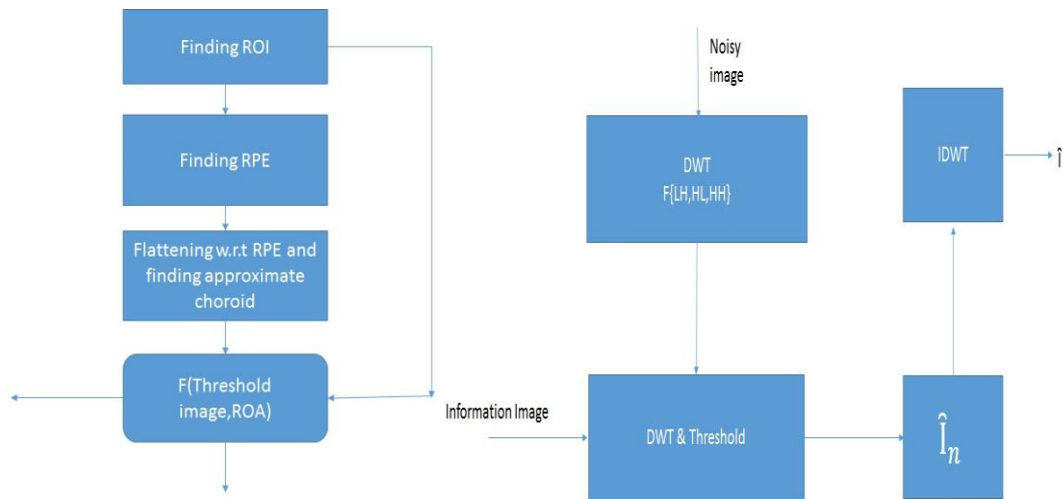 Finding ROI
Finding RPE
Flattening w.r.t RPE and
finding approximate
choroid
F(Threshold
image,ROA)
Noisy
image
DWT
F{LH,HL,HH}
Information Image
DWT & Threshold
Î_n
IDWT
Î